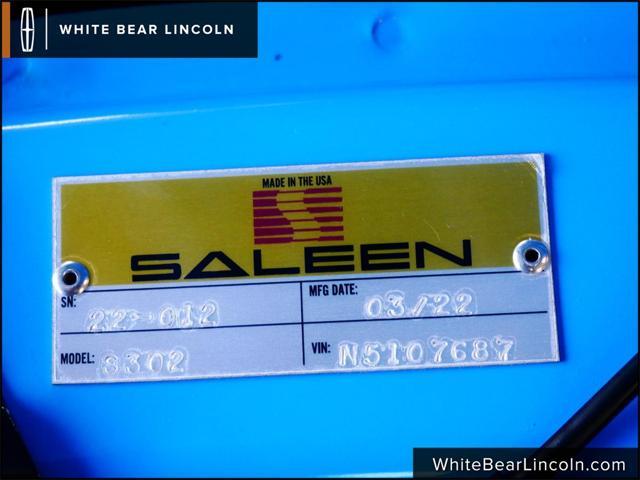 WHITE BEAR LINCOLN
MADE IN THE USA
SALEEN
SN: 22-012
MFG DATE: 03/22
MODEL: S302
VIN: N5107687
WhiteBearLincoln.com